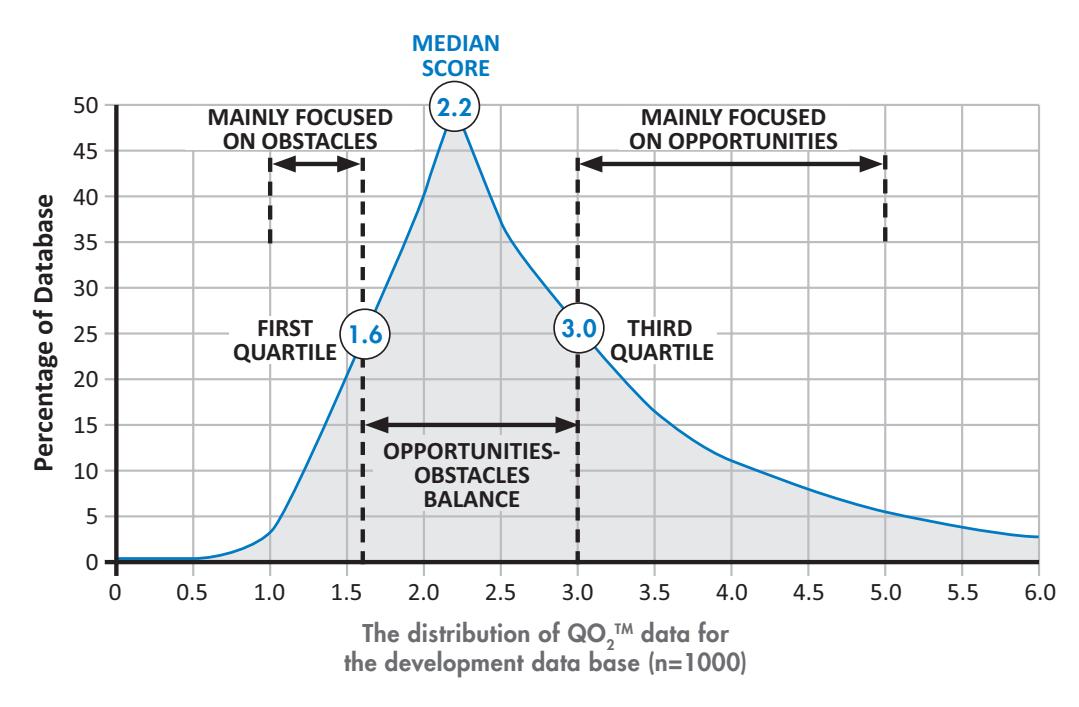 MEDIAN
SCORE
2.2
MAINLY FOCUSED
ON OBSTACLES
MAINLY FOCUSED
ON OPPORTUNITIES
50
45
40
35
30
25
20
15
10
5
0
Percentage of Database
FIRST
QUARTILE
1.6
3.0
THIRD
QUARTILE
OPPORTUNITIES-
OBSTACLES
BALANCE
0 0.5 1.0 1.5 2.0 2.5 3.0 3.5 4.0 4.5 5.0 5.5 6.0
The distribution of QO₂™ data for
the development data base (n=1000)